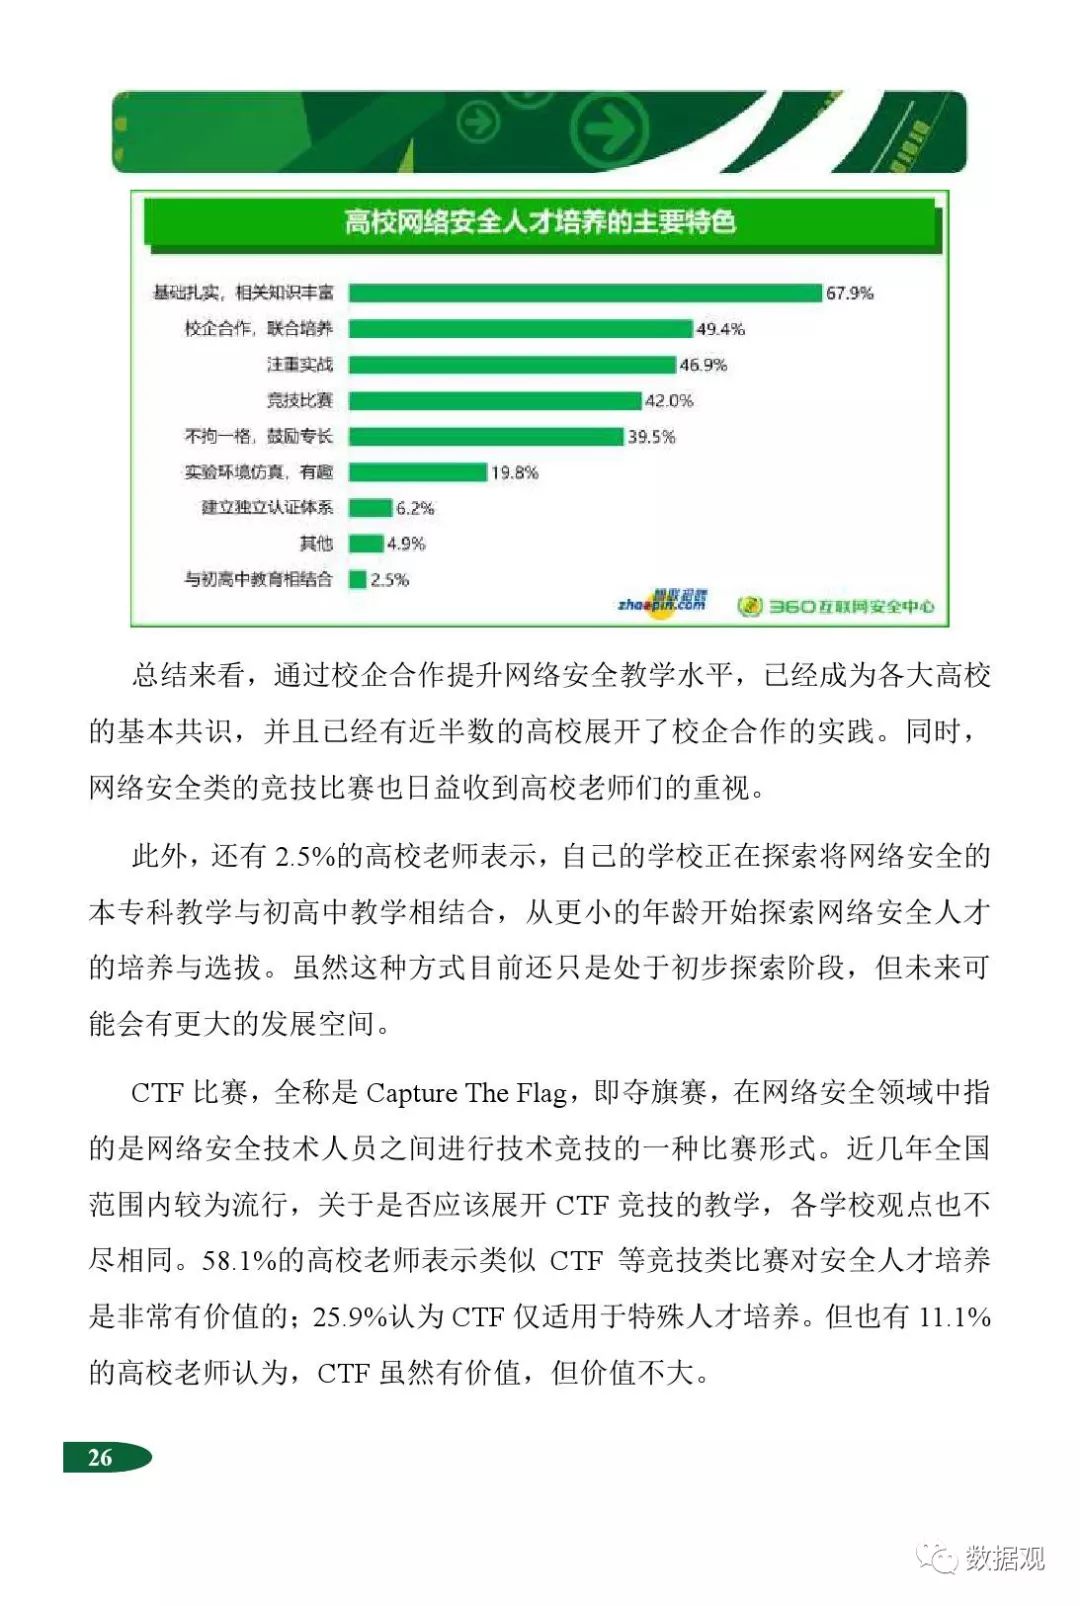 高校网络安全人才培养的主要特色
基础扎实，相关知识丰富 67.9%
校企合作，联合培养 49.4%
注重实战 46.9%
竞技比赛 42.0%
不拘一格，鼓励专长 39.5%
实验环境仿真，有趣 19.8%
建立独立认证体系 6.2%
其他 4.9%
与初高中教育相结合 2.5%
智联招聘
zhaopin.com
360互联网安全中心
总结来看，通过校企合作提升网络安全教学水平，已经成为各大高校
的基本共识，并且已经有近半数的高校展开了校企合作的实践。同时，
网络安全类的竞技比赛也日益收到高校老师们的重视。
此外，还有 2.5%的高校老师表示，自己的学校正在探索将网络安全的
本专科教学与初高中教学相结合，从更小的年龄开始探索网络安全人才
的培养与选拔。虽然这种方式目前还只是处于初步探索阶段，但未来可
能会有更大的发展空间。
CTF 比赛，全称是 Capture The Flag，即夺旗赛，在网络安全领域中指
的是网络安全技术人员之间进行技术竞技的一种比赛形式。近几年全国
范围内较为流行，关于是否应该展开 CTF 竞技的教学，各学校观点也不
尽相同。58.1%的高校老师表示类似 CTF 等竞技类比赛对安全人才培养
是非常有价值的；25.9%认为 CTF 仅适用于特殊人才培养。但也有 11.1%
的高校老师认为，CTF 虽然有价值，但价值不大。
26
数据观